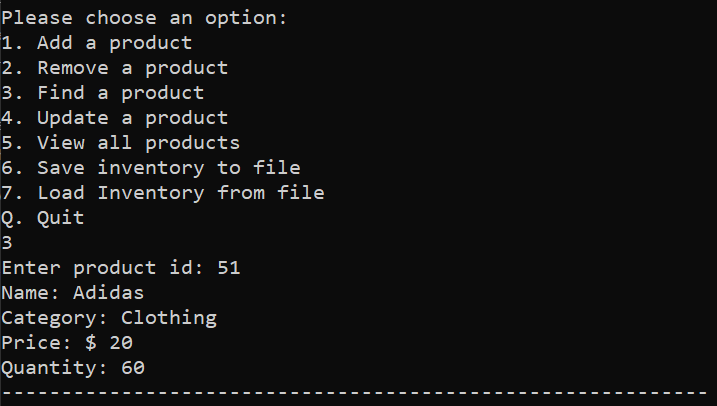 Please choose an option:
1. Add a product
2. Remove a product
3. Find a product
4. Update a product
5. View all products
6. Save inventory to file
7. Load Inventory from file
Q. Quit
3
Enter product id: 51
Name: Adidas
Category: Clothing
Price: $ 20
Quantity: 60
-----------------------------------------------------------